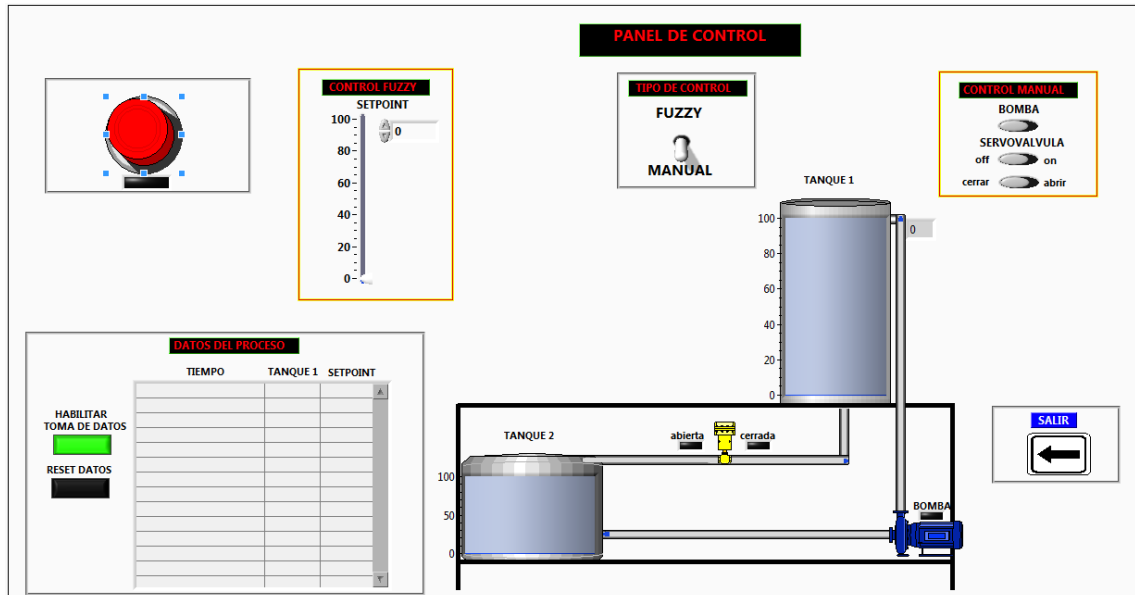 PANEL DE CONTROL
CONTROL FUZZY
SETPOINT
100
80
60
40
20
0
0
TIPO DE CONTROL
FUZZY
MANUAL
CONTROL MANUAL
BOMBA
SERVOVALVULA
off on
cerrar abrir
TANQUE 1
100
80
60
40
20
0
0
DATOS DEL PROCESO
TIEMPO TANQUE 1 SETPOINT
HABILITAR
TOMA DE DATOS
RESET DATOS
TANQUE 2
100
50
0
abierta cerrada
BOMBA
SALIR